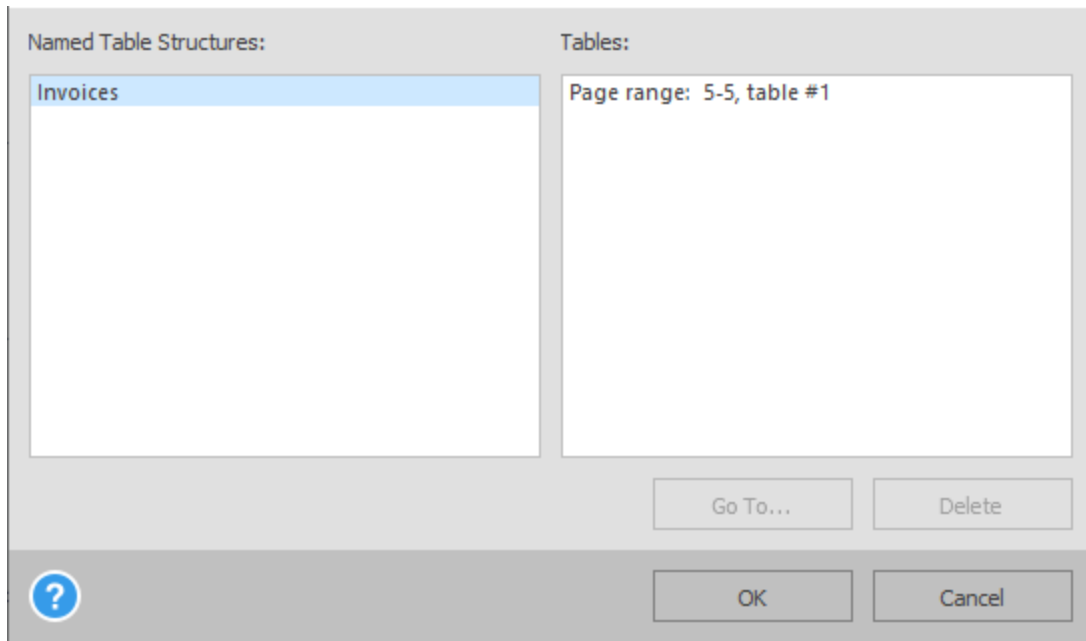 Named Table Structures:
Tables:
Invoices
Page range:  5-5, table #1
Go To...
Delete
?
OK
Cancel